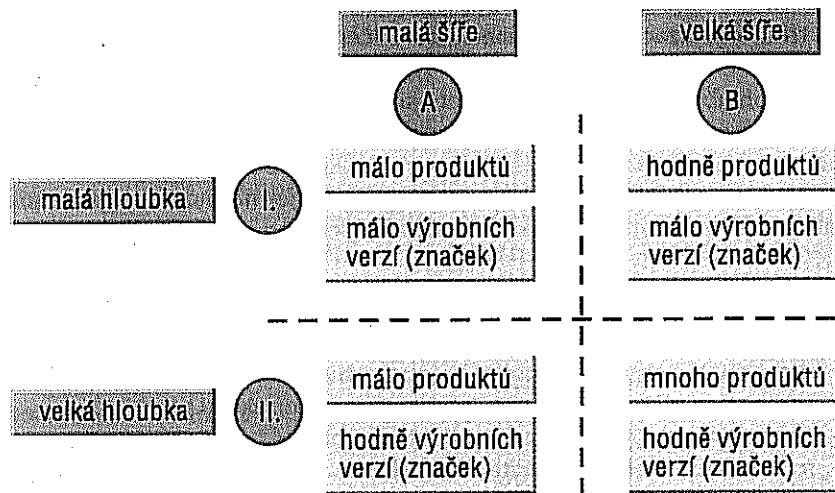 malá šíře
velká šíře
A
B
malá hloubka
I.
málo produktů
málo výrobních
verzí (značek)
hodně produktů
málo výrobních
verzí (značek)
velká hloubka
II.
málo produktů
hodně výrobních
verzí (značek)
mnoho produktů
hodně výrobních
verzí (značek)